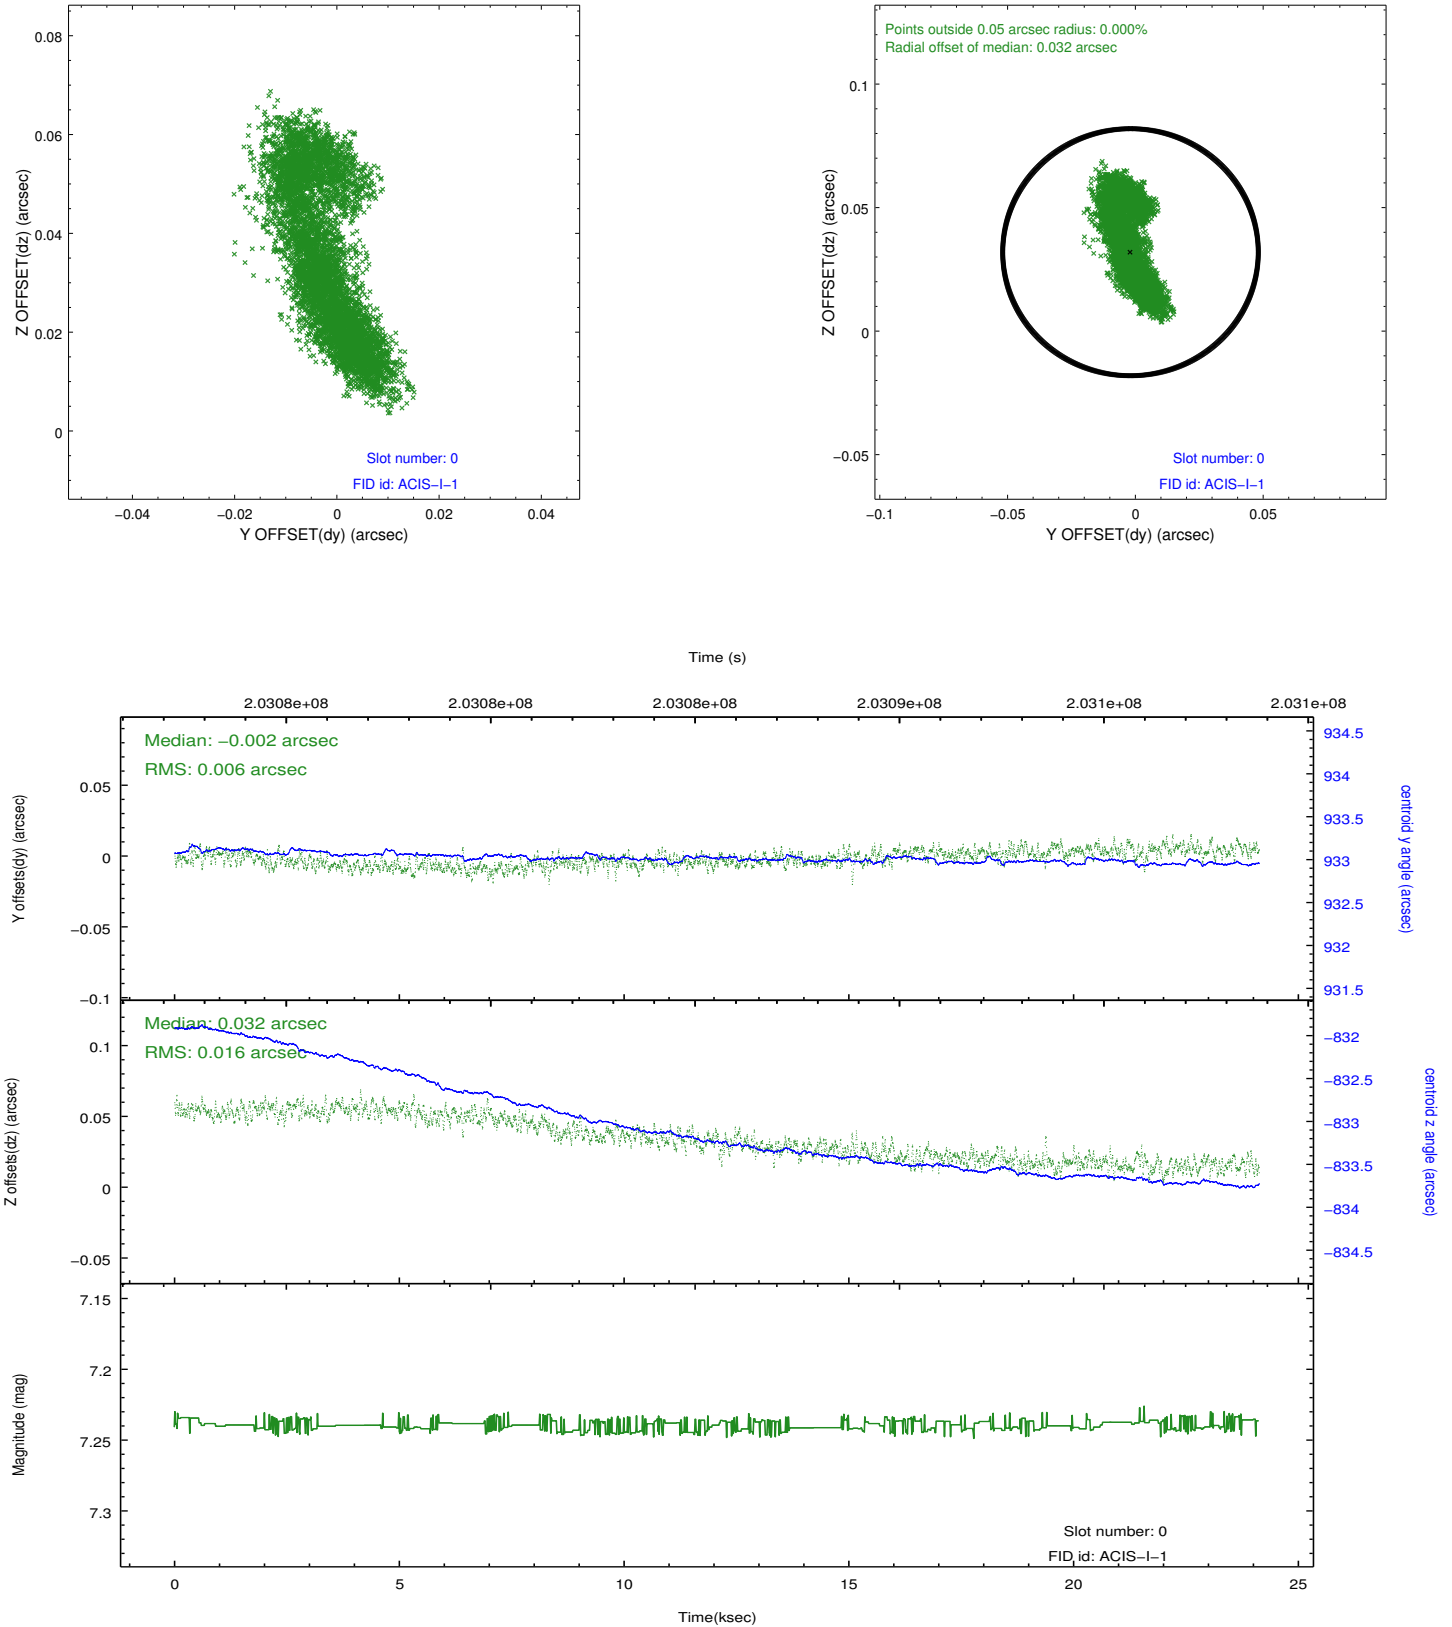 0.08
0.06
0.04
0.02
0
Z OFFSET(dz) (arcsec)
Slot number: 0
FID id: ACIS−I−1
−0.04
−0.02
0
0.02
0.04
Y OFFSET(dy) (arcsec)
Points outside 0.05 arcsec radius: 0.000%
Radial offset of median: 0.032 arcsec
0.1
0.05
0
−0.05
Z OFFSET(dz) (arcsec)
Slot number: 0
FID id: ACIS−I−1
−0.1
−0.05
0
0.05
Y OFFSET(dy) (arcsec)
Time (s)
2.0308e+08
2.0308e+08
2.0308e+08
2.0309e+08
2.031e+08
2.031e+08
Median: −0.002 arcsec
RMS: 0.006 arcsec
0.05
0
−0.05
−0.1
Y offsets(dy) (arcsec)
934.5
934
933.5
933
932.5
932
931.5
centroid y angle (arcsec)
Median: 0.032 arcsec
RMS: 0.016 arcsec
0.1
0.05
0
−0.05
Z offsets(dz) (arcsec)
−832
−832.5
−833
−833.5
−834
−834.5
centroid z angle (arcsec)
7.15
7.2
7.25
7.3
Magnitude (mag)
Slot number: 0
FID id: ACIS−I−1
0
5
10
15
20
25
Time(ksec)